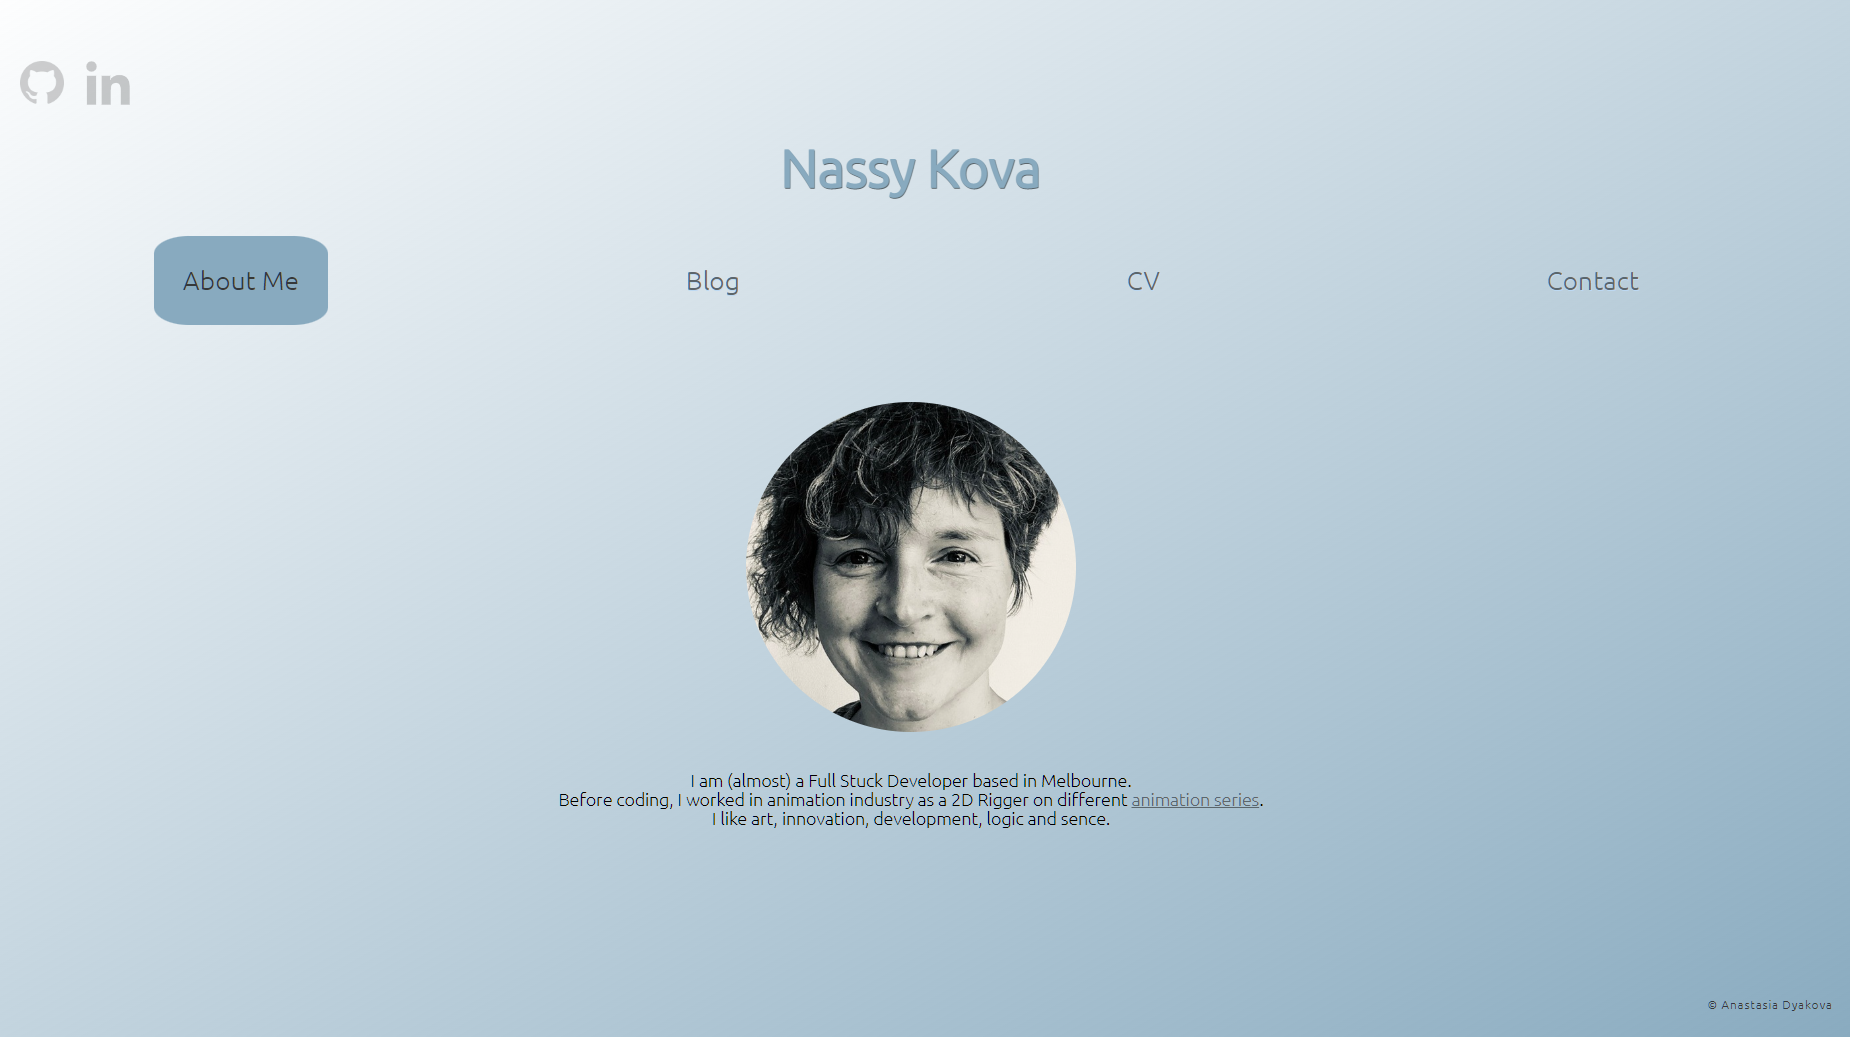 in
Nassy Kova
About Me
Blog
CV
Contact
I am (almost) a Full Stuck Developer based in Melbourne.
Before coding, I worked in animation industry as a 2D Rigger on different animation series.
I like art, innovation, development, logic and sence.
© Anastasia Dyakova